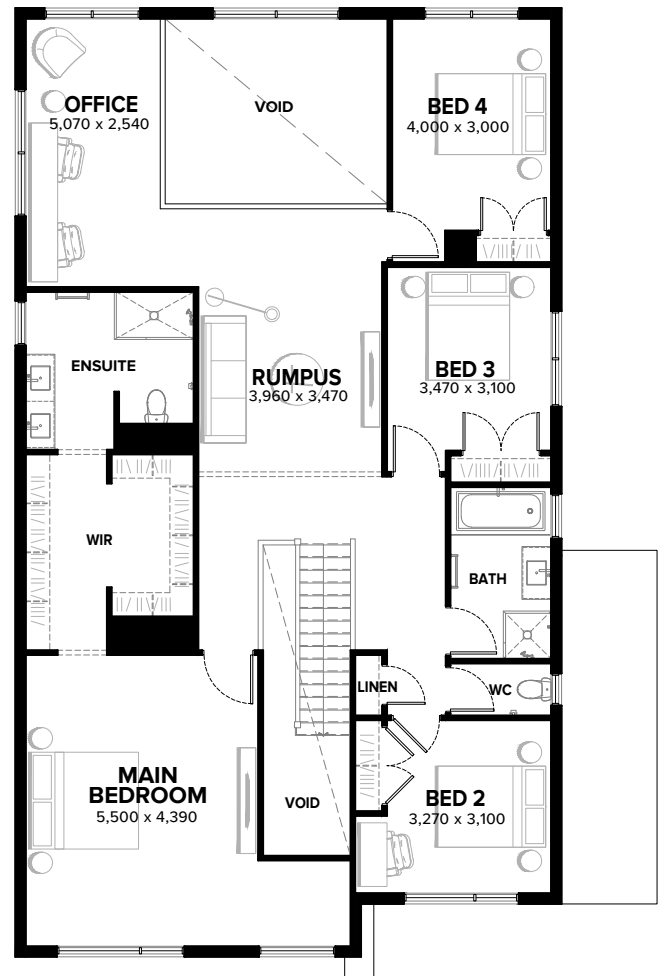 OFFICE
5,070 x 2,540
VOID
BED 4
4,000 x 3,000
ENSUITE
RUMPUS
3,960 x 3,470
BED 3
3,470 x 3,100
WIR
BATH
LINEN
WC
MAIN
BEDROOM
5,500 x 4,390
VOID
BED 2
3,270 x 3,100